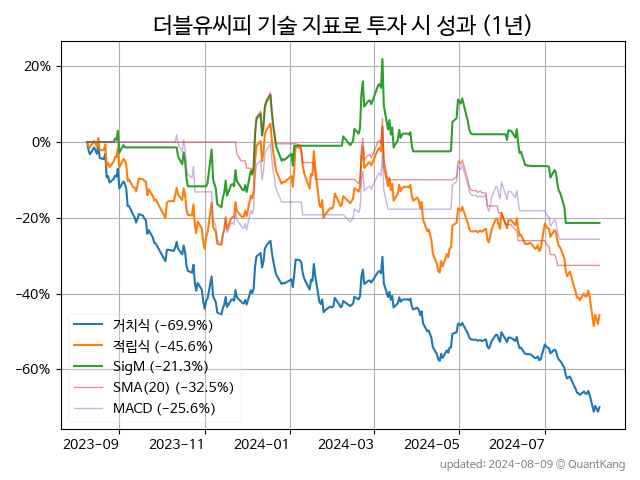 더블유씨피 기술 지표로 투자 시 성과 (1년)
20%
0%
−20%
−40%
−60%
거치식 (−69.9%)
적립식 (−45.6%)
SigM (−21.3%)
SMA(20) (−32.5%)
MACD (−25.6%)
2023−09 2023−11 2024−01 2024−03 2024−05 2024−07
updated: 2024−08−09 © QuantKang